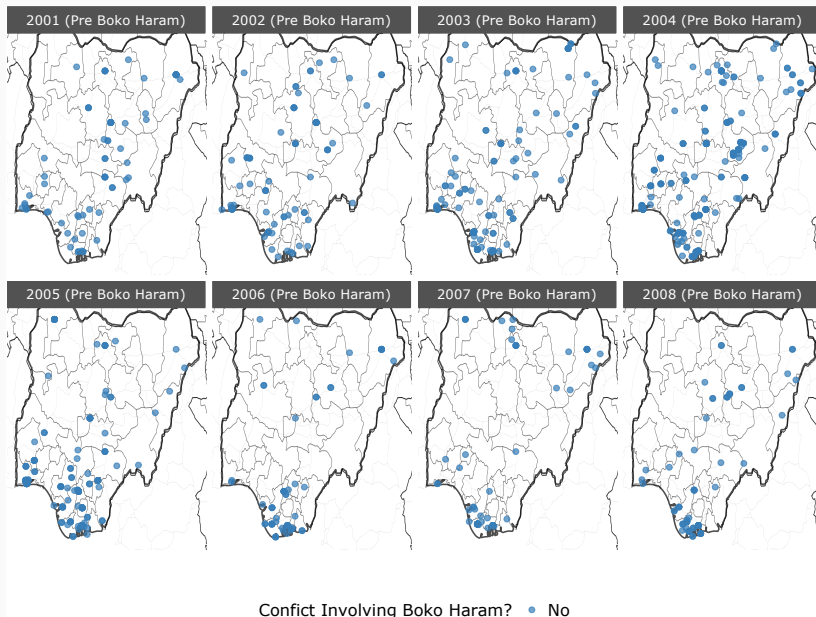 2001 (Pre Boko Haram)
2002 (Pre Boko Haram)
2003 (Pre Boko Haram)
2004 (Pre Boko Haram)
2005 (Pre Boko Haram)
2006 (Pre Boko Haram)
2007 (Pre Boko Haram)
2008 (Pre Boko Haram)
Confict Involving Boko Haram? No